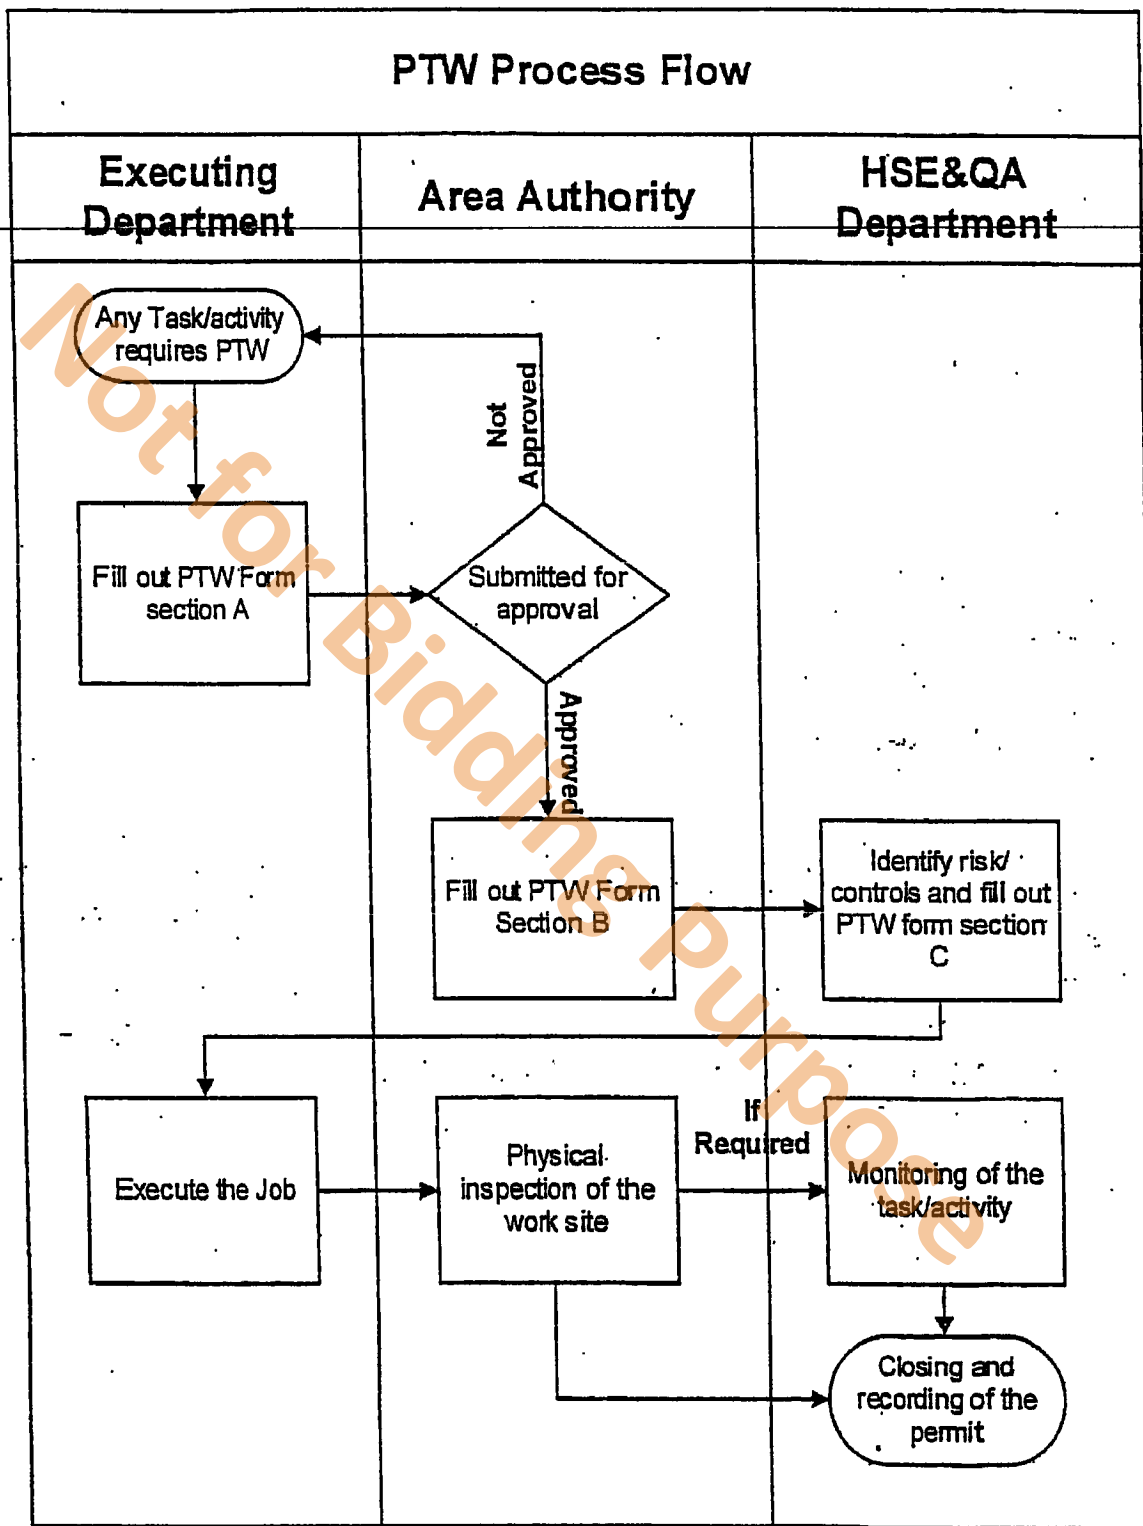 PTW Process Flow
Executing
Department
Area Authority
HSE&QA
Department
Any Task/activity
requires PTW
Not
Approved
Fill out PTW Form
section A
Submitted for
approval
Approved
Fill out PTW Form
Section B
Identify risk/
controls and fill out
PTW form section
C
Execute the Job
Physical
inspection of the
work site
If
Required
Monitoring of the
task/activity
Closing and
recording of the
permit
Not for Bidding Purpose